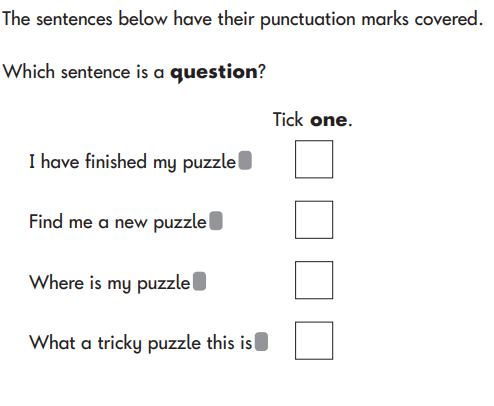 The sentences below have their punctuation marks covered.
Which sentence is a question?
Tick one.
I have finished my puzzle
Find me a new puzzle
Where is my puzzle
What a tricky puzzle this is